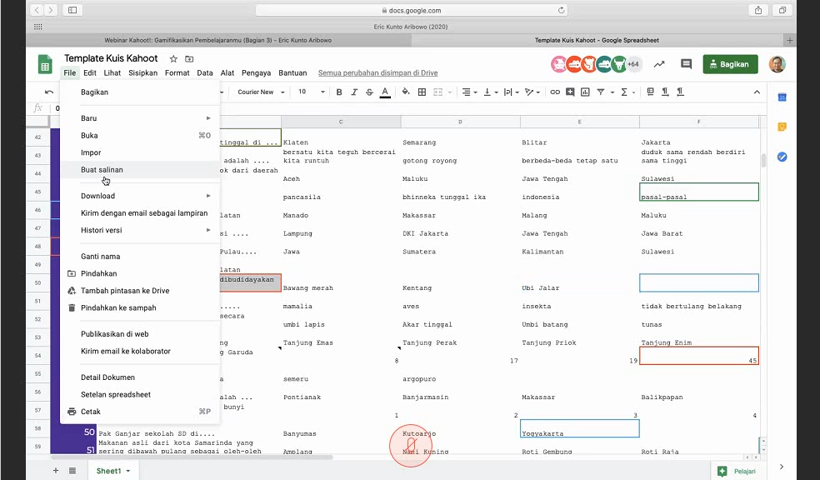 docs.google.com
Eric Kunto Aribowo (2020)
Webinar Kahoot!: Gamifikasikan Pembelajaranmu (Bagian 3) - Eric Kunto Aribowo
Template Kuis Kahoot - Google Spreadsheet
Template Kuis Kahoot
File Edit Lihat Sisipkan Format Data Alat Pengaya Bantuan Semua perubahan disimpan di Drive
+64
Bagikan
Courier New 10 B I S A
fx
Bagikan
Baru
Buka ⌘O
Impor
Buat salinan
Download
Kirim dengan email sebagai lampiran
Histori versi
Ganti nama
Pindahkan
Tambah pintasan ke Drive
Pindahkan ke sampah
Publikasikan di web
Kirim email ke kolaborator
Detail Dokumen
Setelan spreadsheet
Cetak ⌘P
C D E F
42 tinggal di ... Klaten Semarang Blitar Jakarta
43 adalah .... bersatu kita teguh bercerai kita runtuh gotong royong berbeda-beda tetap satu duduk sama rendah berdiri sama tinggi
44 ok dari daerah Aceh Maluku Jawa Tengah Sulawesi
45 pancasila bhinneka tunggal ika indonesia pasal-pasal
46 latan Manado Makassar Malang Maluku
47 Lampung DKI Jakarta Jawa Tengah Jawa Barat
48 Pulau.... Jawa Sumatera Kalimantan Sulawesi
latan
50 dibudidayakan Bawang merah Kentang Ubi Jalar
51 mamalia aves insekta tidak bertulang belakang
52 secara umbi lapis Akar tinggal Umbi batang tunas
53 Tanjung Emas Tanjung Perak Tanjung Priok Tanjung Enim
54 ng Garuda 8 17 19 45
55 semeru argopuro
56 Pontianak Banjarmasin Makassar Balikpapan
57 bunyi 1 2 3 4
58 50 Pak Ganjar sekolah SD di.... Banyumas Kutoarjo Yogyakarta
59 51 Makanan asli dari kota Samarinda yang sering dibawah pulang sebagai oleh-oleh Amplang Nasi Kuning Roti Gembung Roti Raja
Sheet1
Pelajari